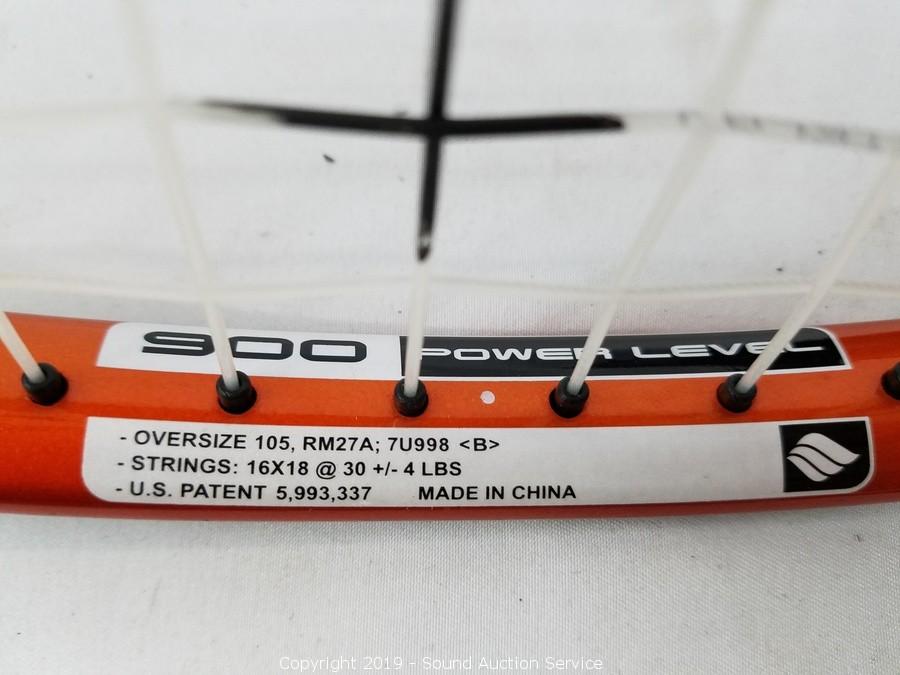 900 POWER LEVEL
- OVERSIZE 105, RM27A; 7U998 <B>
- STRINGS: 16X18 @ 30 +/- 4 LBS
- U.S. PATENT 5,993,337 MADE IN CHINA
Copyright 2019 - Sound Auction Service